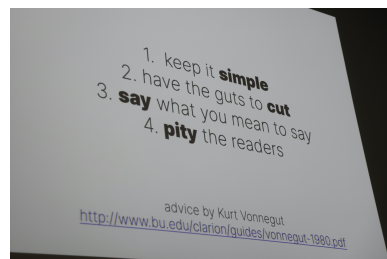 1. keep it simple
2. have the guts to cut
3. say what you mean to say
4. pity the readers
advice by Kurt Vonnegut
http://www.bu.edu/clarion/guides/vonnegut-1980.pdf